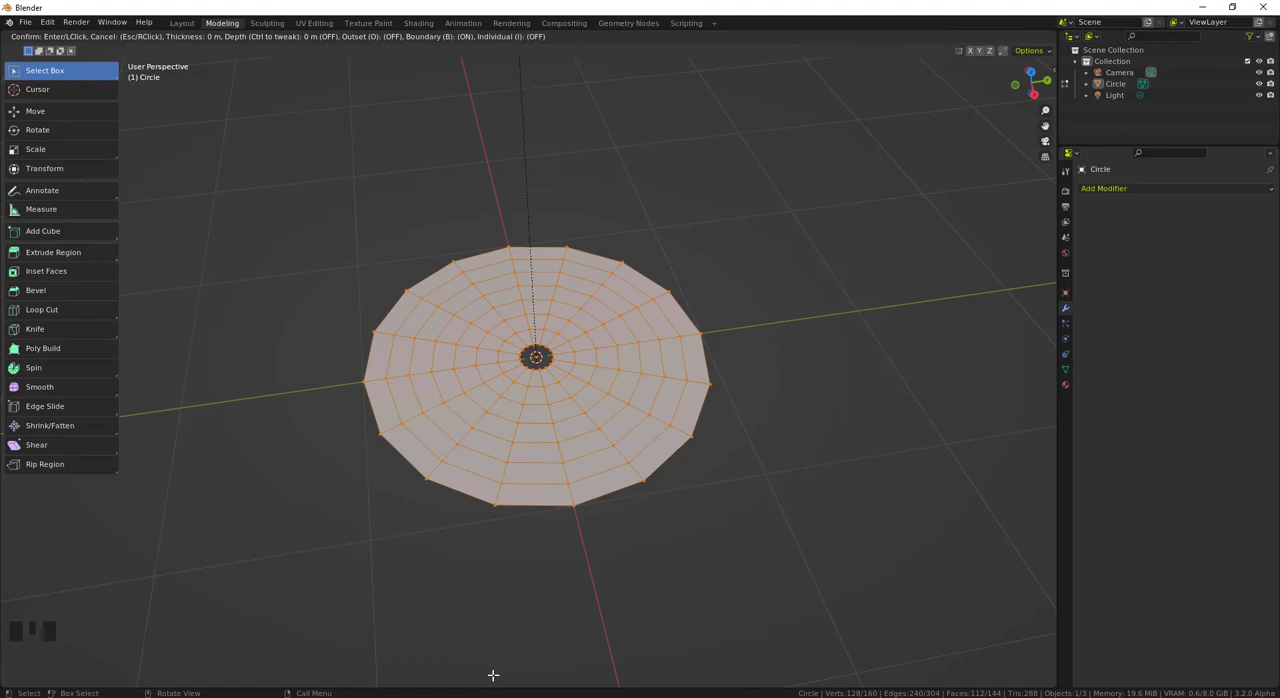 Blender
File Edit Render Window Help Layout Modeling Sculpting UV Editing Texture Paint Shading Animation Rendering Compositing Geometry Nodes Scripting + Scene ViewLayer
Confirm: Enter/LClick, Cancel: (Esc/RClick), Thickness: 0 m, Depth (Ctrl to tweak): 0 m (OFF), Outset (O): (OFF), Boundary (B): (ON), Individual (I): (OFF)
X Y Z Options
Scene Collection
Collection
Camera
Circle
Light
User Perspective
(1) Circle
Select Box
Cursor
Move
Rotate
Scale
Transform
Annotate
Measure
Add Cube
Extrude Region
Inset Faces
Bevel
Loop Cut
Knife
Poly Build
Spin
Smooth
Edge Slide
Shrink/Fatten
Shear
Rip Region
Circle
Add Modifier
Select Box Select Rotate View Call Menu Circle | Verts:128/160 | Edges:240/304 | Faces:112/144 | Tris:288 | Objects:1/3 | Memory: 19.6 MiB | VRAM: 0.6/8.0 GiB | 3.2.0 Alpha